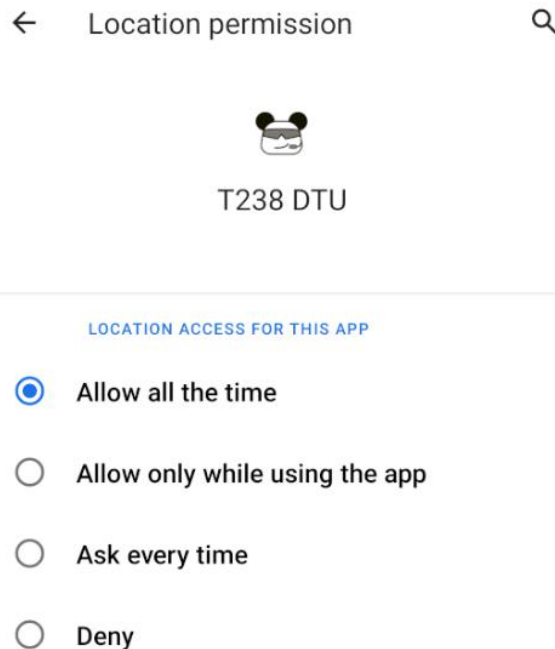 Location permission
T238 DTU
LOCATION ACCESS FOR THIS APP
Allow all the time
Allow only while using the app
Ask every time
Deny